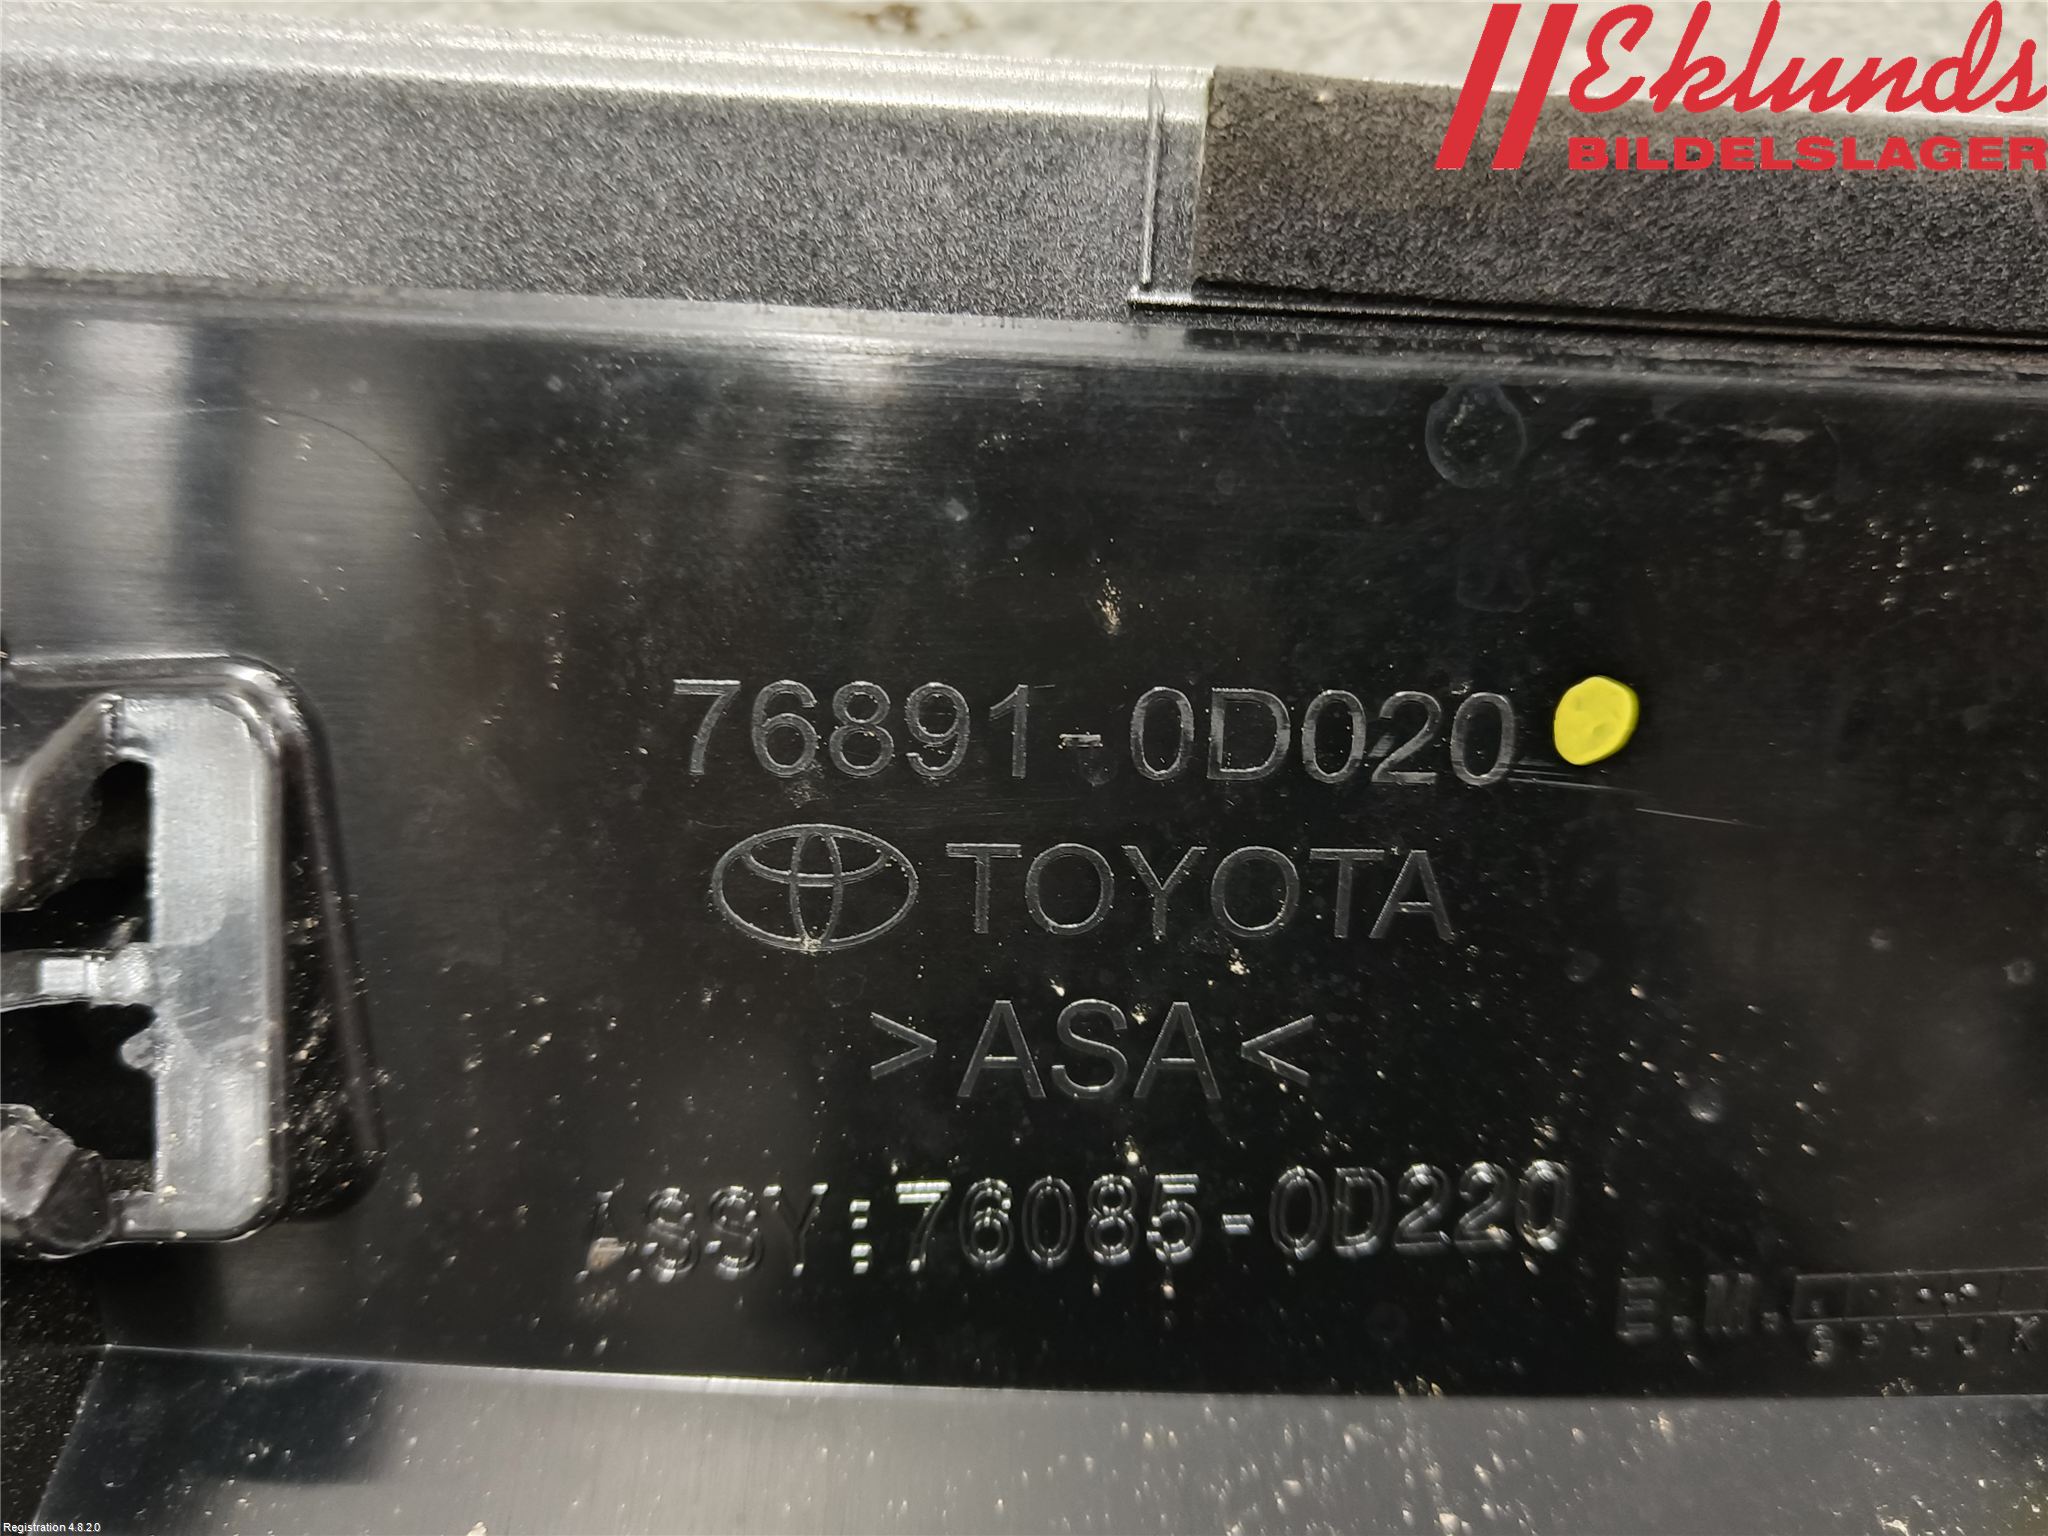 Eklunds
BILDELSLAGER
76891-0D020
TOYOTA
>ASA<
ASSY:76085-0D220
E.M.
Registration 4.8.2.0